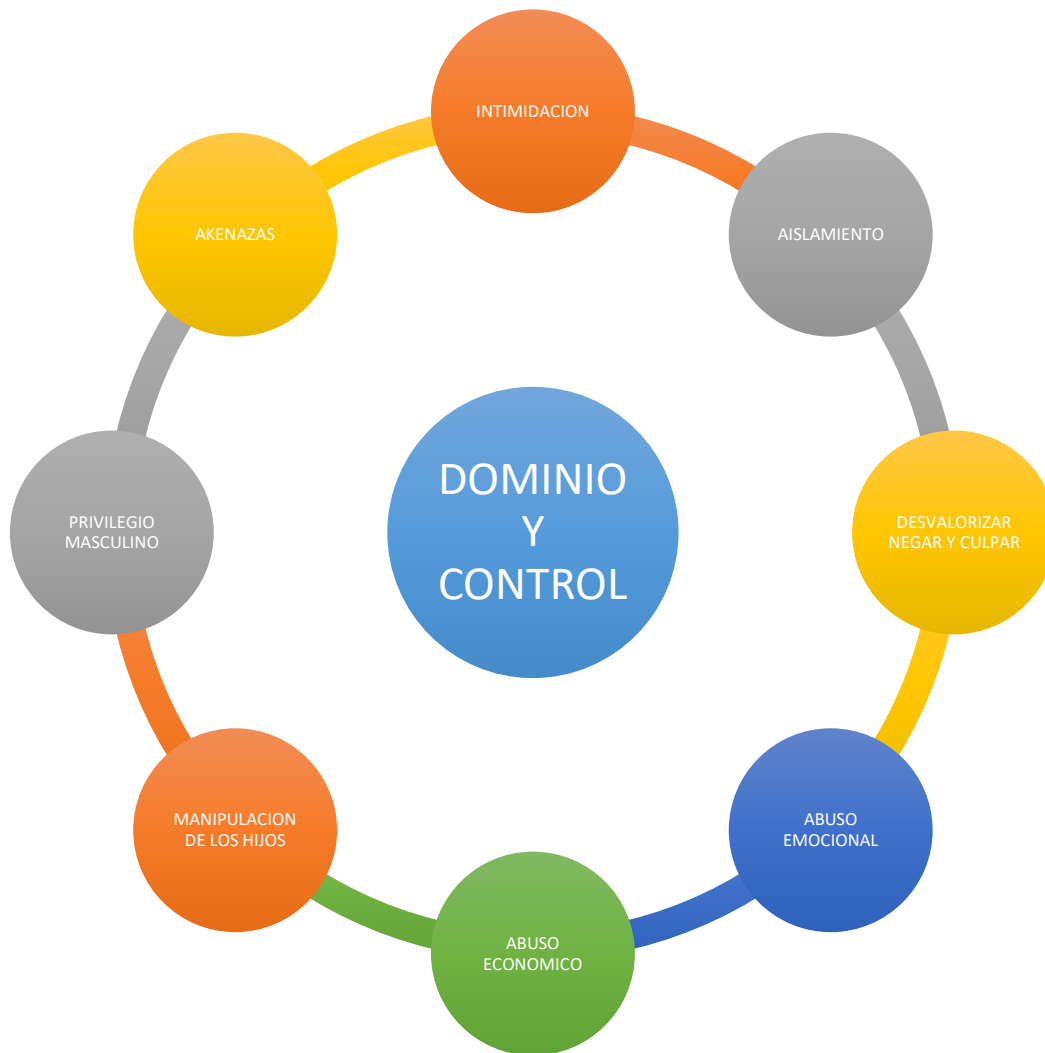 INTIMIDACION
AISLAMIENTO
DESVALORIZAR
NEGAR Y CULPAR
ABUSO
EMOCIONAL
ABUSO
ECONOMICO
MANIPULACION
DE LOS HIJOS
PRIVILEGIO
MASCULINO
AKENAZAS
DOMINIO
Y
CONTROL